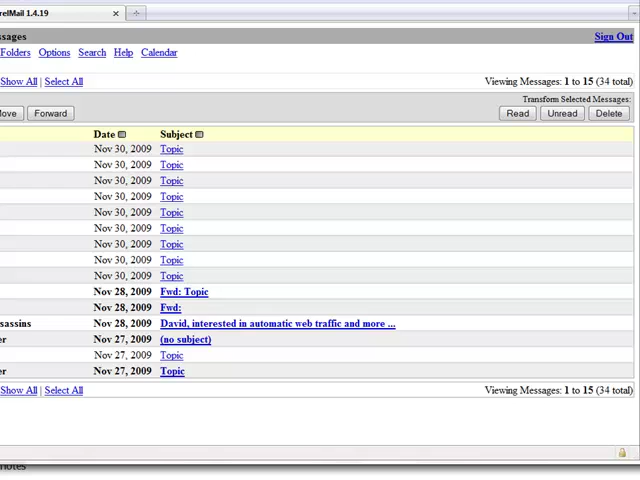 relMail 1.4.19
ssages Sign Out
Folders Options Search Help Calendar
Show All | Select All Viewing Messages: 1 to 15 (34 total)
Transform Selected Messages:
Move Forward Read Unread Delete
Date Subject
Nov 30, 2009 Topic
Nov 30, 2009 Topic
Nov 30, 2009 Topic
Nov 30, 2009 Topic
Nov 30, 2009 Topic
Nov 30, 2009 Topic
Nov 30, 2009 Topic
Nov 30, 2009 Topic
Nov 30, 2009 Topic
Nov 28, 2009 Fwd: Topic
Nov 28, 2009 Fwd:
sassins Nov 28, 2009 David, interested in automatic web traffic and more ...
er Nov 27, 2009 (no subject)
Nov 27, 2009 Topic
er Nov 27, 2009 Topic
Show All | Select All Viewing Messages: 1 to 15 (34 total)
notes